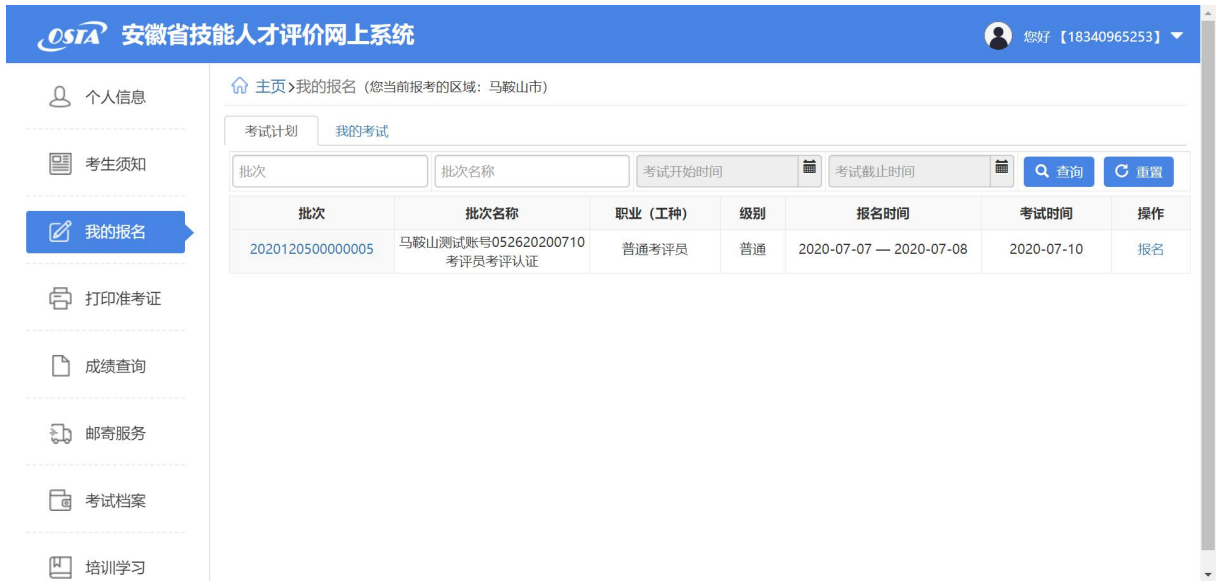 OSTA 安徽省技能人才评价网上系统
您好【18340965253】
个人信息
考生须知
我的报名
打印准考证
成绩查询
邮寄服务
考试档案
培训学习
主页>我的报名（您当前报考的区域：马鞍山市）
考试计划 我的考试
批次 批次名称 考试开始时间 考试截止时间 查询 重置
批次 批次名称 职业（工种） 级别 报名时间 考试时间 操作
2020120500000005 马鞍山测试账号052620200710 普通考评员 普通 2020-07-07 — 2020-07-08 2020-07-10 报名
考评员考评认证